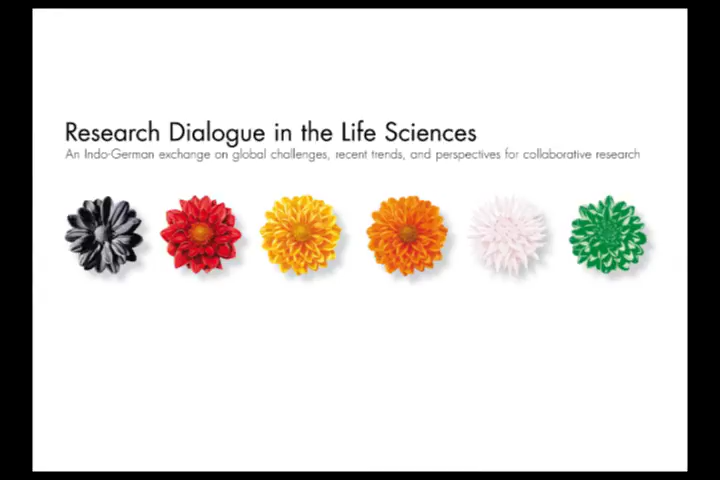 Research Dialogue in the Life Sciences
An Indo-German exchange on global challenges, recent trends, and perspectives for collaborative research